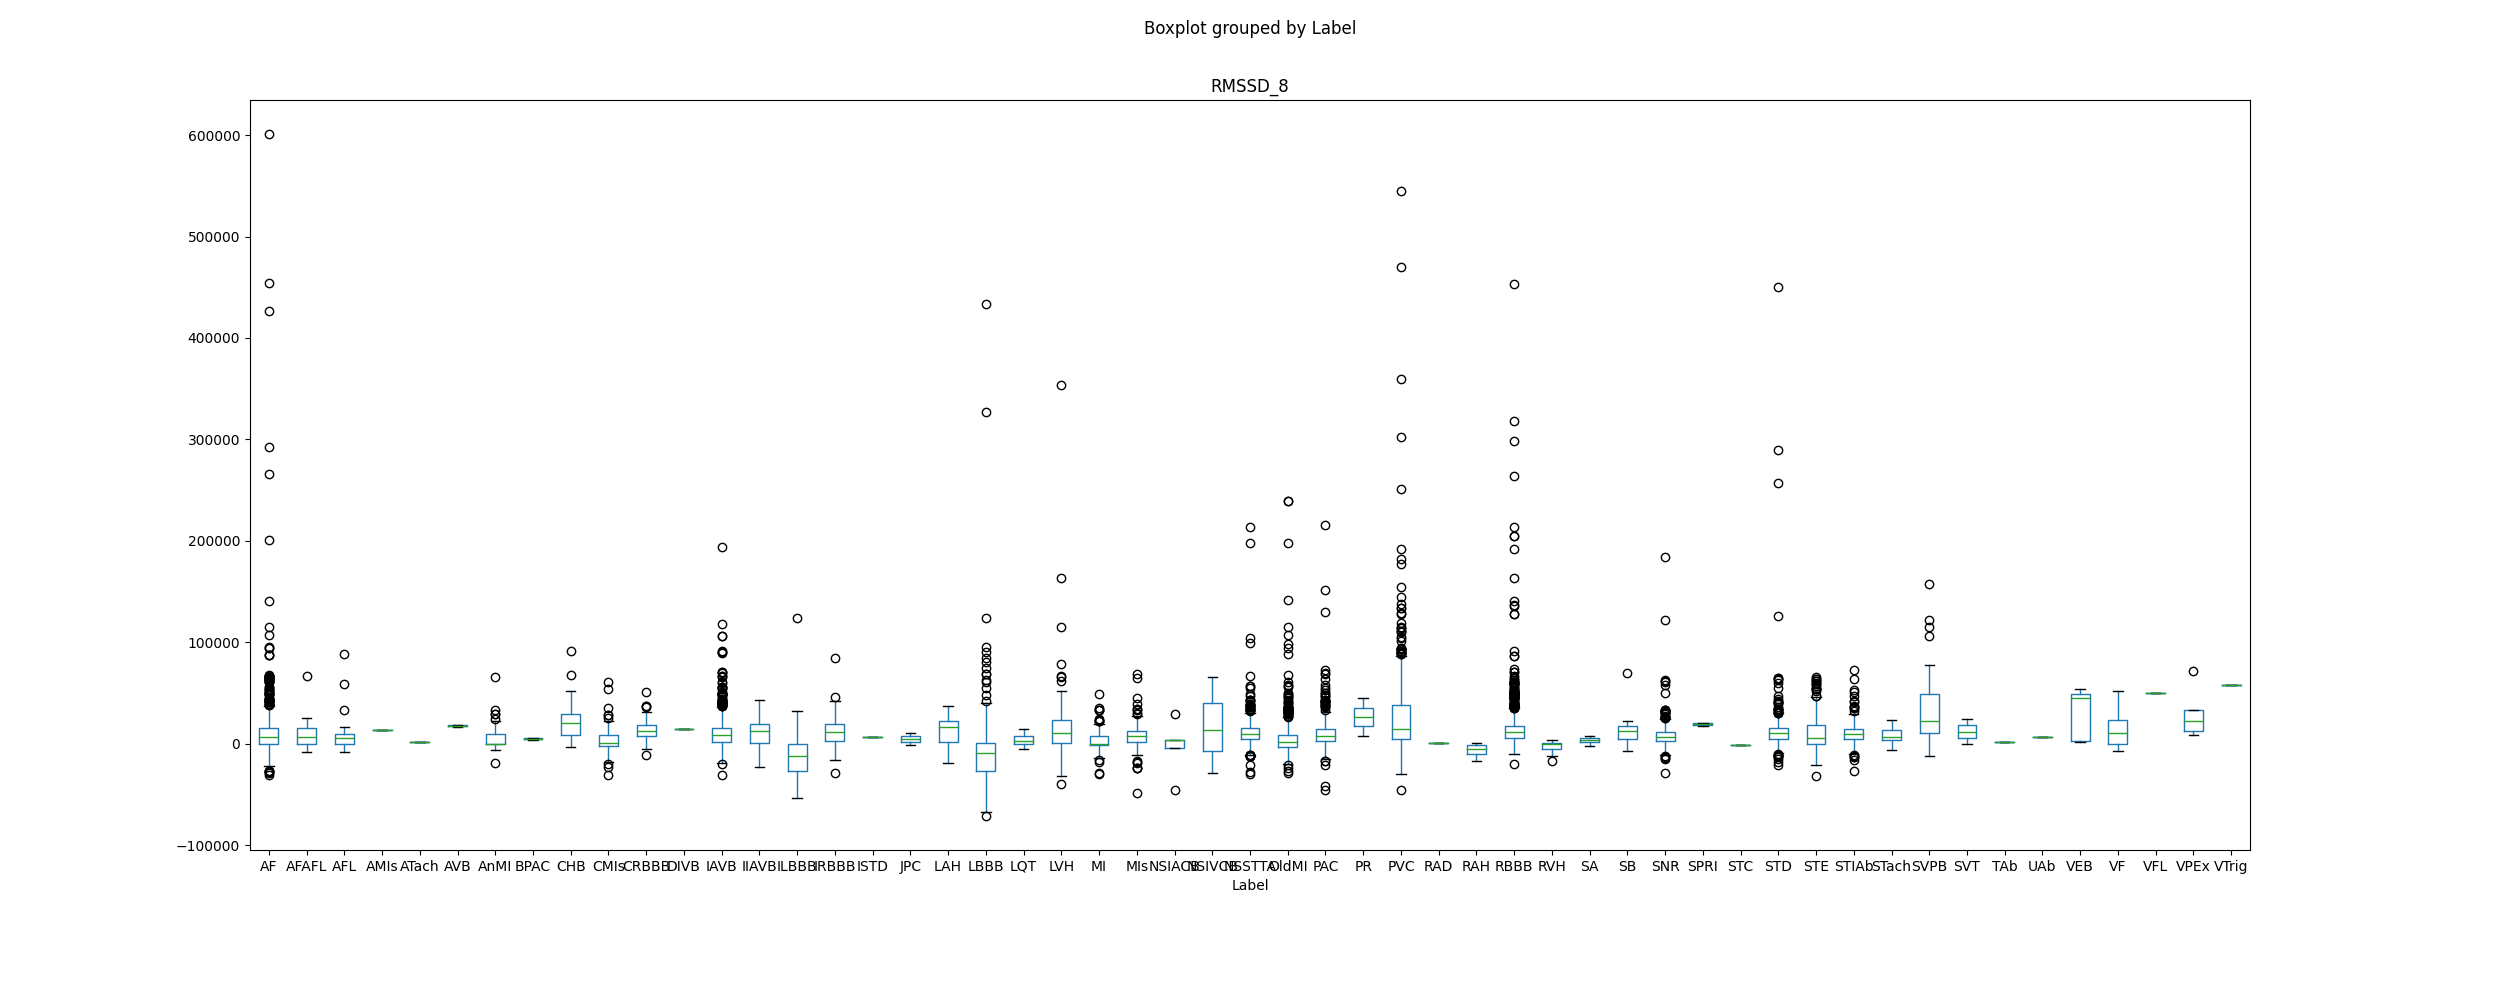 Boxplot grouped by Label
RMSSD_8
600000
500000
400000
300000
200000
100000
0
−100000
AF AFAFL AFL AMIs ATach AVB AnMI BPAC CHB CMIs CRBBB DIVB IAVB IIAVB ILBBB IRBBB ISTD JPC LAH LBBB LQT LVH MI MIs NSIACB NSIVCB NSSTTA OldMI PAC PR PVC RAD RAH RBBB RVH SA SB SNR SPRI STC STD STE STIAb STach SVPB SVT TAb UAb VEB VF VFL VPEx VTrig
Label